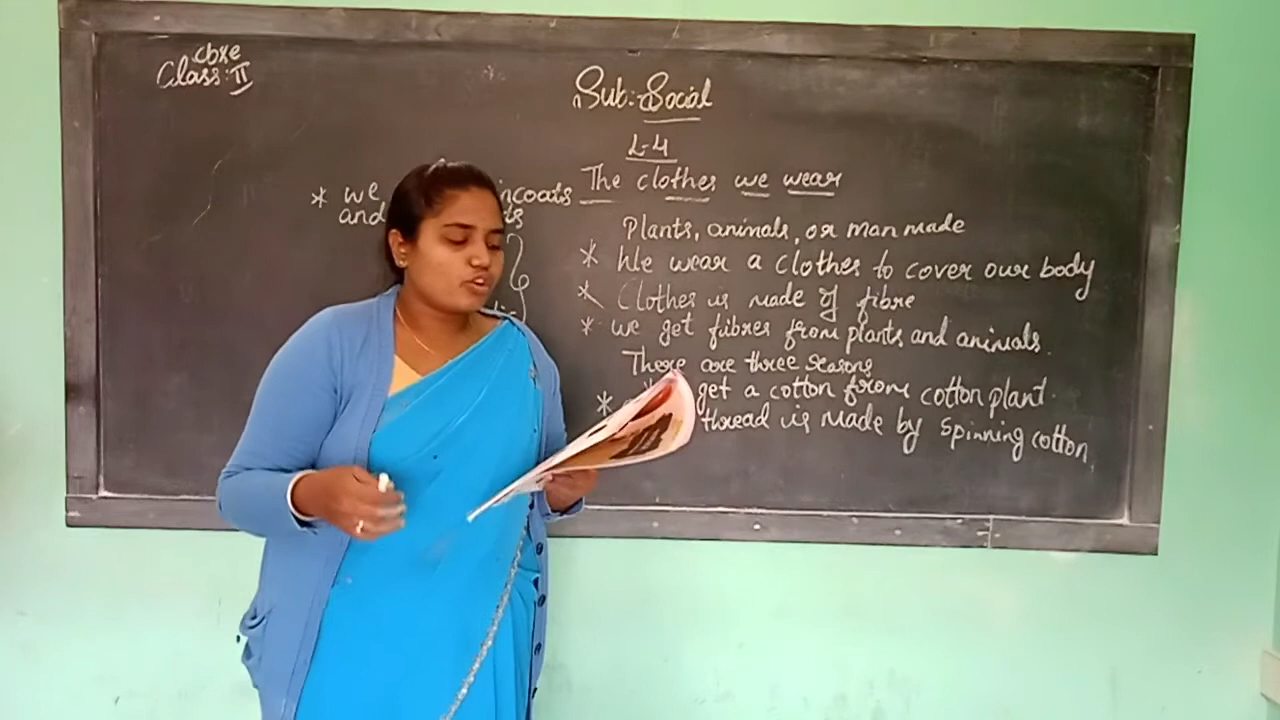 cbse
Class:II
Sub:-Social
L-4
The clothes we wear
* we incoats
and ts
Plants, animals, or man made
* We wear a clothes to cover our body
* Clothes is made of fibre
* we get fibres from plants and animals.
There are three seasons
* get a cotton from cotton plant.
* thread is made by spinning cotton